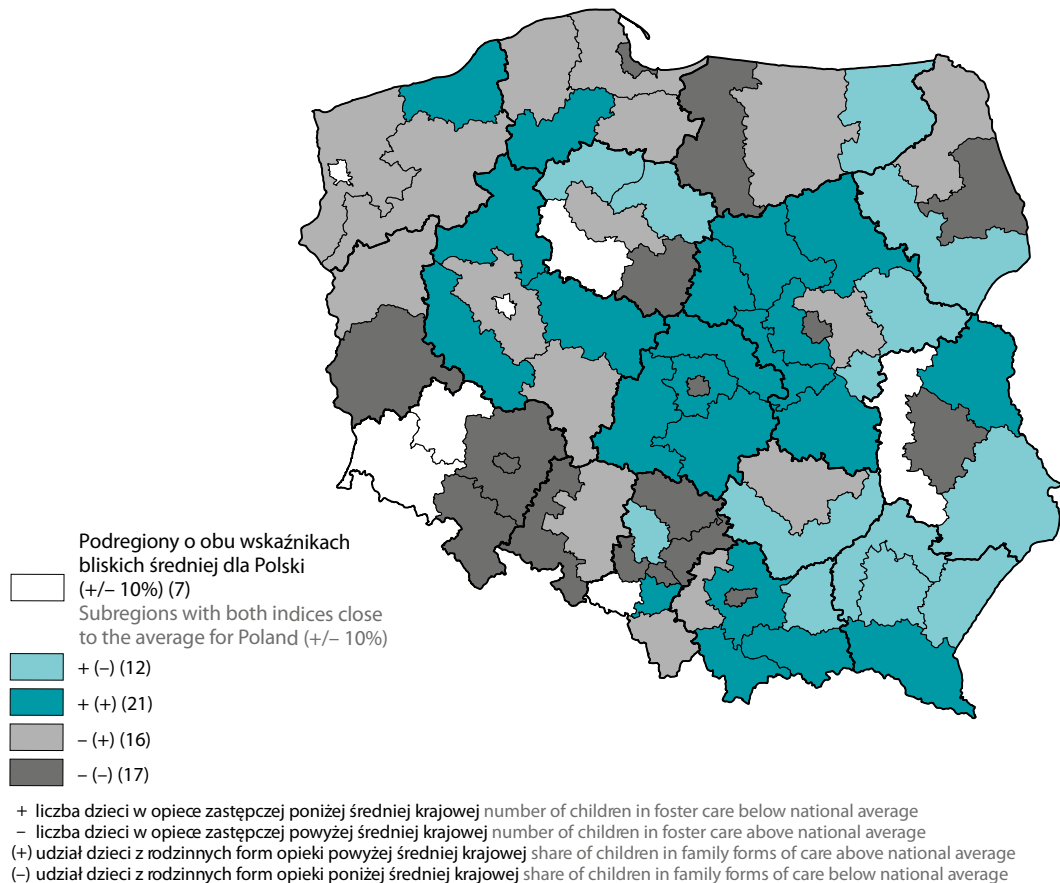 Podregiony o obu wskaźnikach
bliskich średniej dla Polski
(+/– 10%) (7)
Subregions with both indices close
to the average for Poland (+/– 10%)
+ (–) (12)
+ (+) (21)
– (+) (16)
– (–) (17)
+ liczba dzieci w opiece zastępczej poniżej średniej krajowej number of children in foster care below national average
– liczba dzieci w opiece zastępczej powyżej średniej krajowej number of children in foster care above national average
(+) udział dzieci z rodzinnych form opieki powyżej średniej krajowej share of children in family forms of care above national average
(–) udział dzieci z rodzinnych form opieki poniżej średniej krajowej share of children in family forms of care below national average